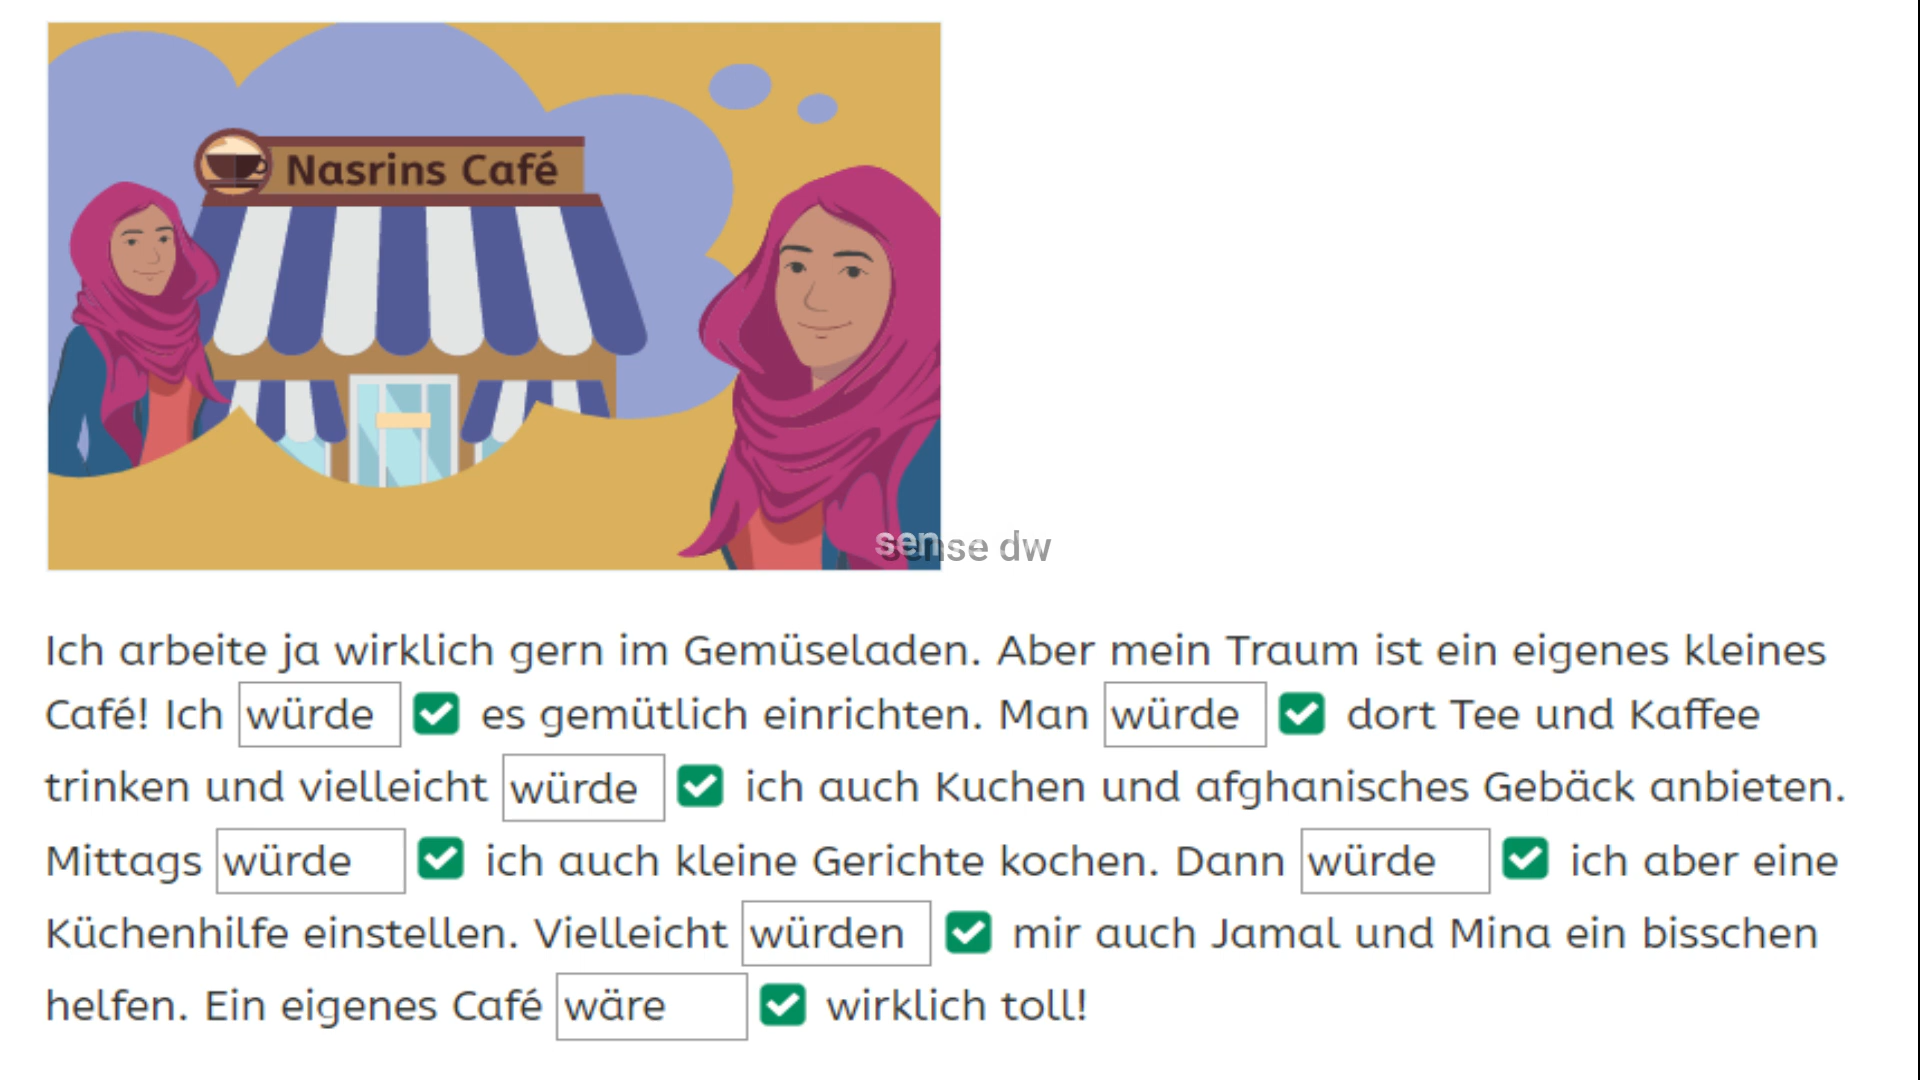 Nasrins Café
sense dw
Ich arbeite ja wirklich gern im Gemüseladen. Aber mein Traum ist ein eigenes kleines
Café! Ich würde es gemütlich einrichten. Man würde dort Tee und Kaffee
trinken und vielleicht würde ich auch Kuchen und afghanisches Gebäck anbieten.
Mittags würde ich auch kleine Gerichte kochen. Dann würde ich aber eine
Küchenhilfe einstellen. Vielleicht würden mir auch Jamal und Mina ein bisschen
helfen. Ein eigenes Café wäre wirklich toll!